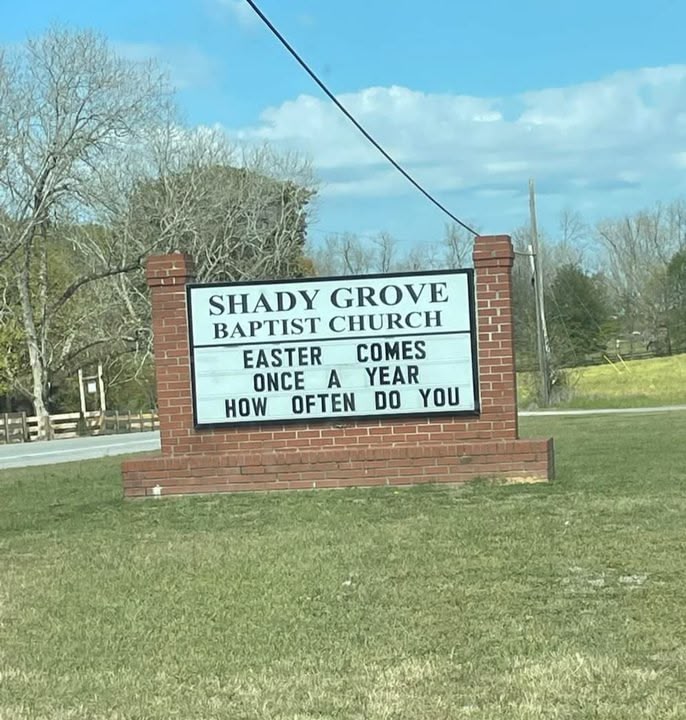 SHADY GROVE
BAPTIST CHURCH
EASTER COMES
ONCE A YEAR
HOW OFTEN DO YOU